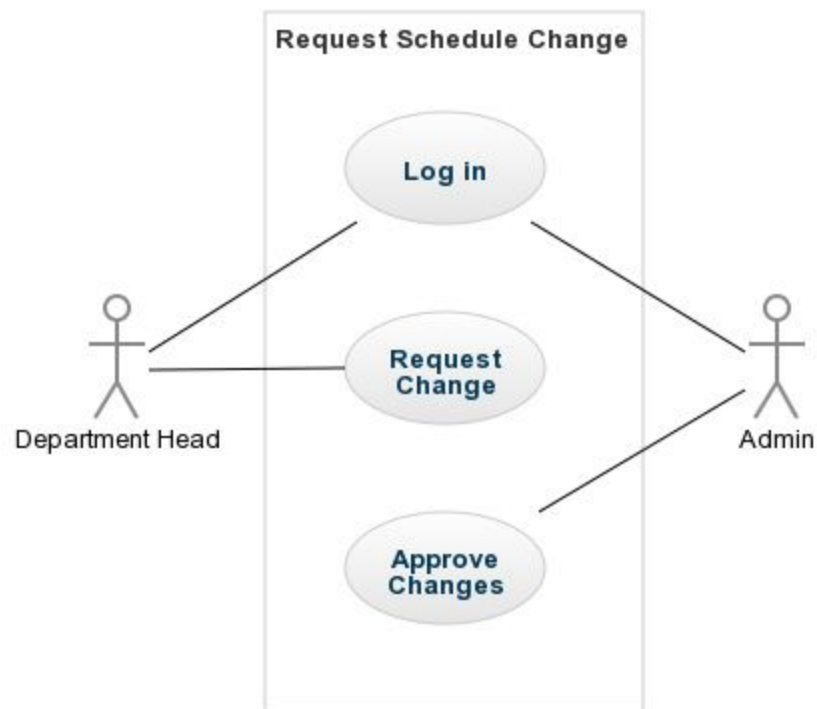 Request Schedule Change
Log in
Request
Change
Department Head
Admin
Approve
Changes